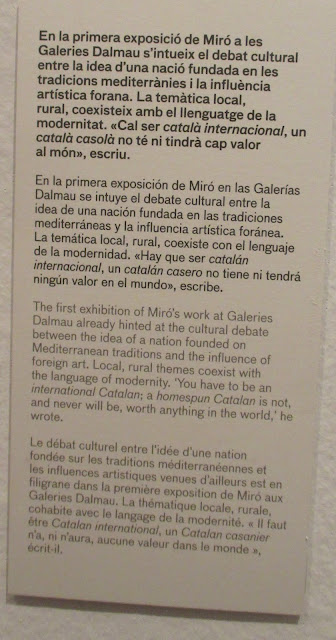 En la primera exposició de Miró a les
Galeries Dalmau s'intueix el debat cultural
entre la idea d'una nació fundada en les
tradicions mediterrànies i la influència
artística forana. La temàtica local,
rural, coexisteix amb el llenguatge de la
modernitat. «Cal ser català internacional, un
català casolà no té ni tindrà cap valor
al món», escriu.
En la primera exposición de Miró en las Galerías
Dalmau se intuye el debate cultural entre la
idea de una nación fundada en las tradiciones
mediterráneas y la influencia artística foránea.
La temática local, rural, coexiste con el lenguaje
de la modernidad. «Hay que ser catalán
internacional, un catalán casero no tiene ni tendrá
ningún valor en el mundo», escribe.
The first exhibition of Miró's work at Galeries
Dalmau already hinted at the cultural debate
between the idea of a nation founded on
Mediterranean traditions and the influence of
foreign art. Local, rural themes coexist with
the language of modernity. 'You have to be an
international Catalan; a homespun Catalan is not,
and never will be, worth anything in the world,' he
wrote.
Le débat culturel entre l'idée d'une nation
fondée sur les traditions méditerranéennes et
les influences artistiques venues d'ailleurs est en
filigrane dans la première exposition de Miró aux
Galeries Dalmau. La thématique locale, rurale,
cohabite avec le langage de la modernité. « Il faut
être Catalan international, un Catalan casanier
n'a, ni n'aura, aucune valeur dans le monde »,
écrit-il.